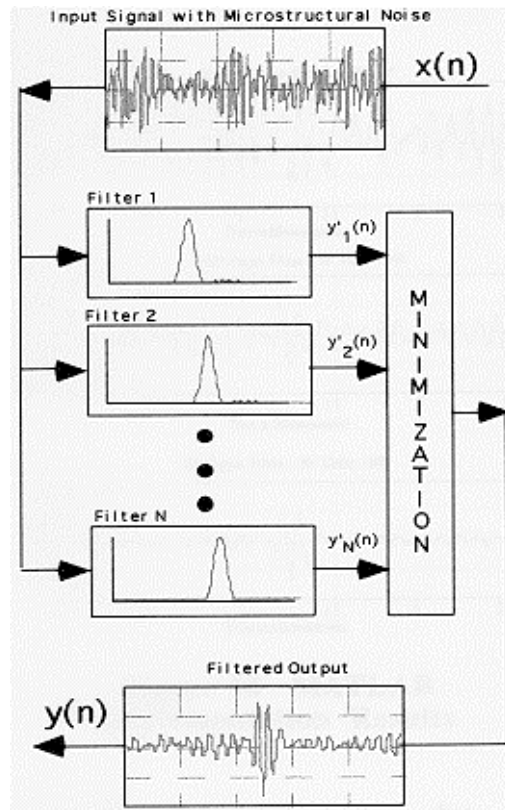 Input Signal with Microstructural Noise
x(n)
Filter 1
y'1(n)
Filter 2
y'2(n)
MINIMIZATION
Filter N
y'N(n)
Filtered Output
y(n)